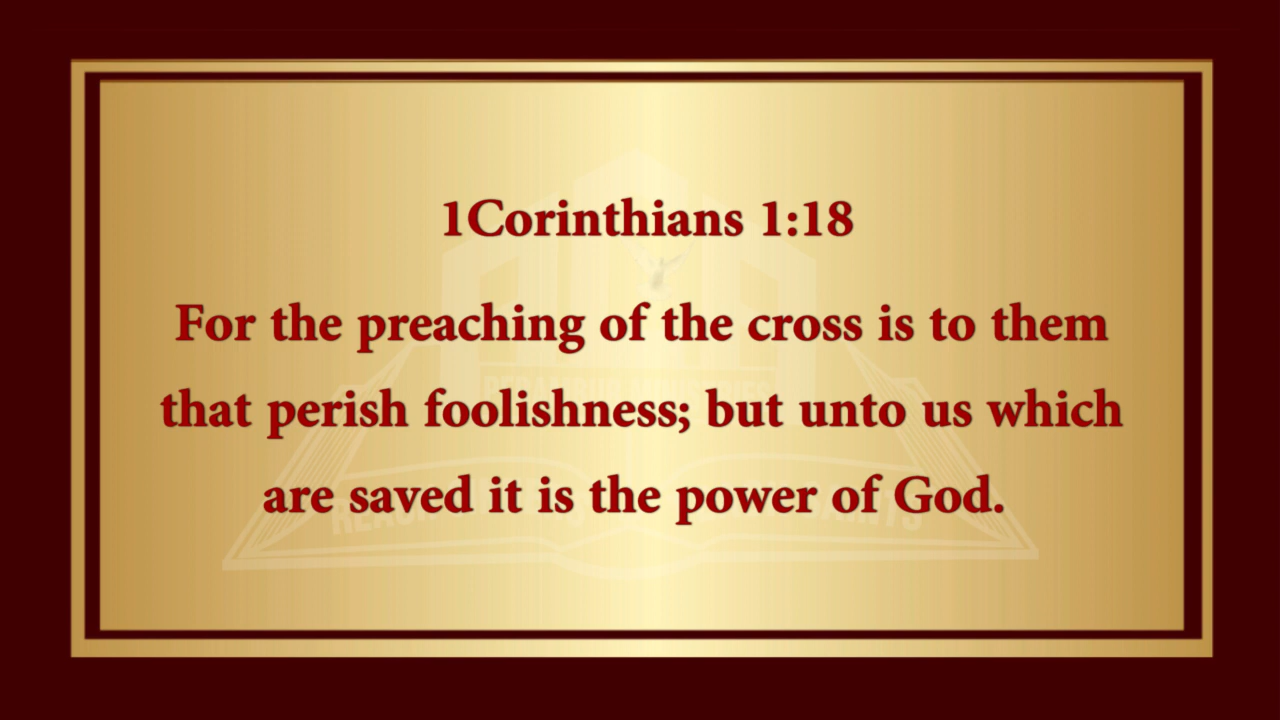 1Corinthians 1:18
For the preaching of the cross is to them
that perish foolishness; but unto us which
are saved it is the power of God.